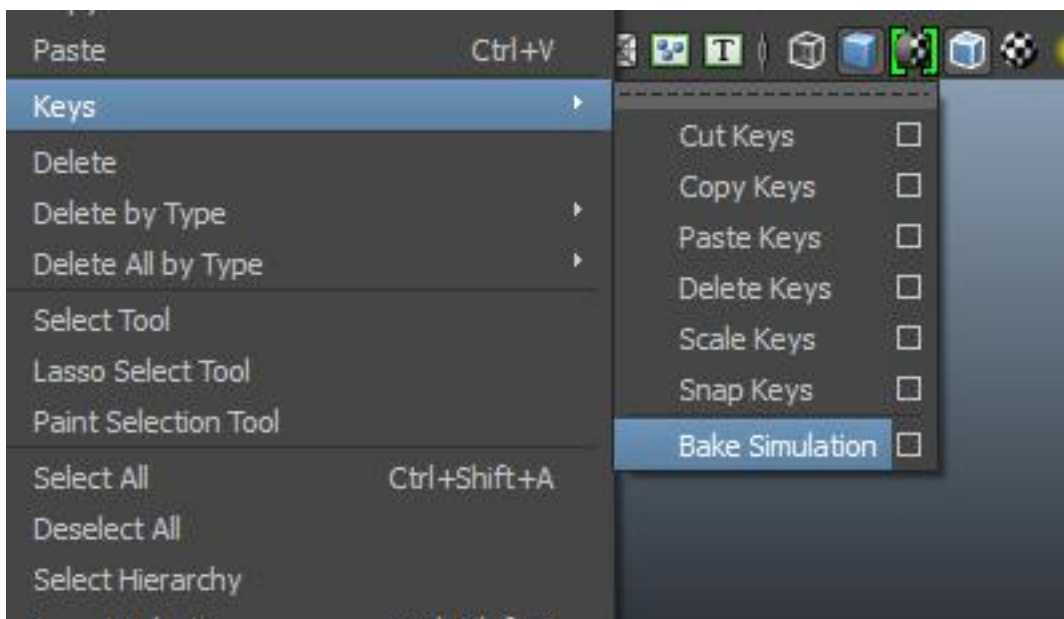 Paste Ctrl+V
T
Keys
Delete
Delete by Type
Delete All by Type
Select Tool
Lasso Select Tool
Paint Selection Tool
Select All Ctrl+Shift+A
Deselect All
Select Hierarchy
Cut Keys
Copy Keys
Paste Keys
Delete Keys
Scale Keys
Snap Keys
Bake Simulation